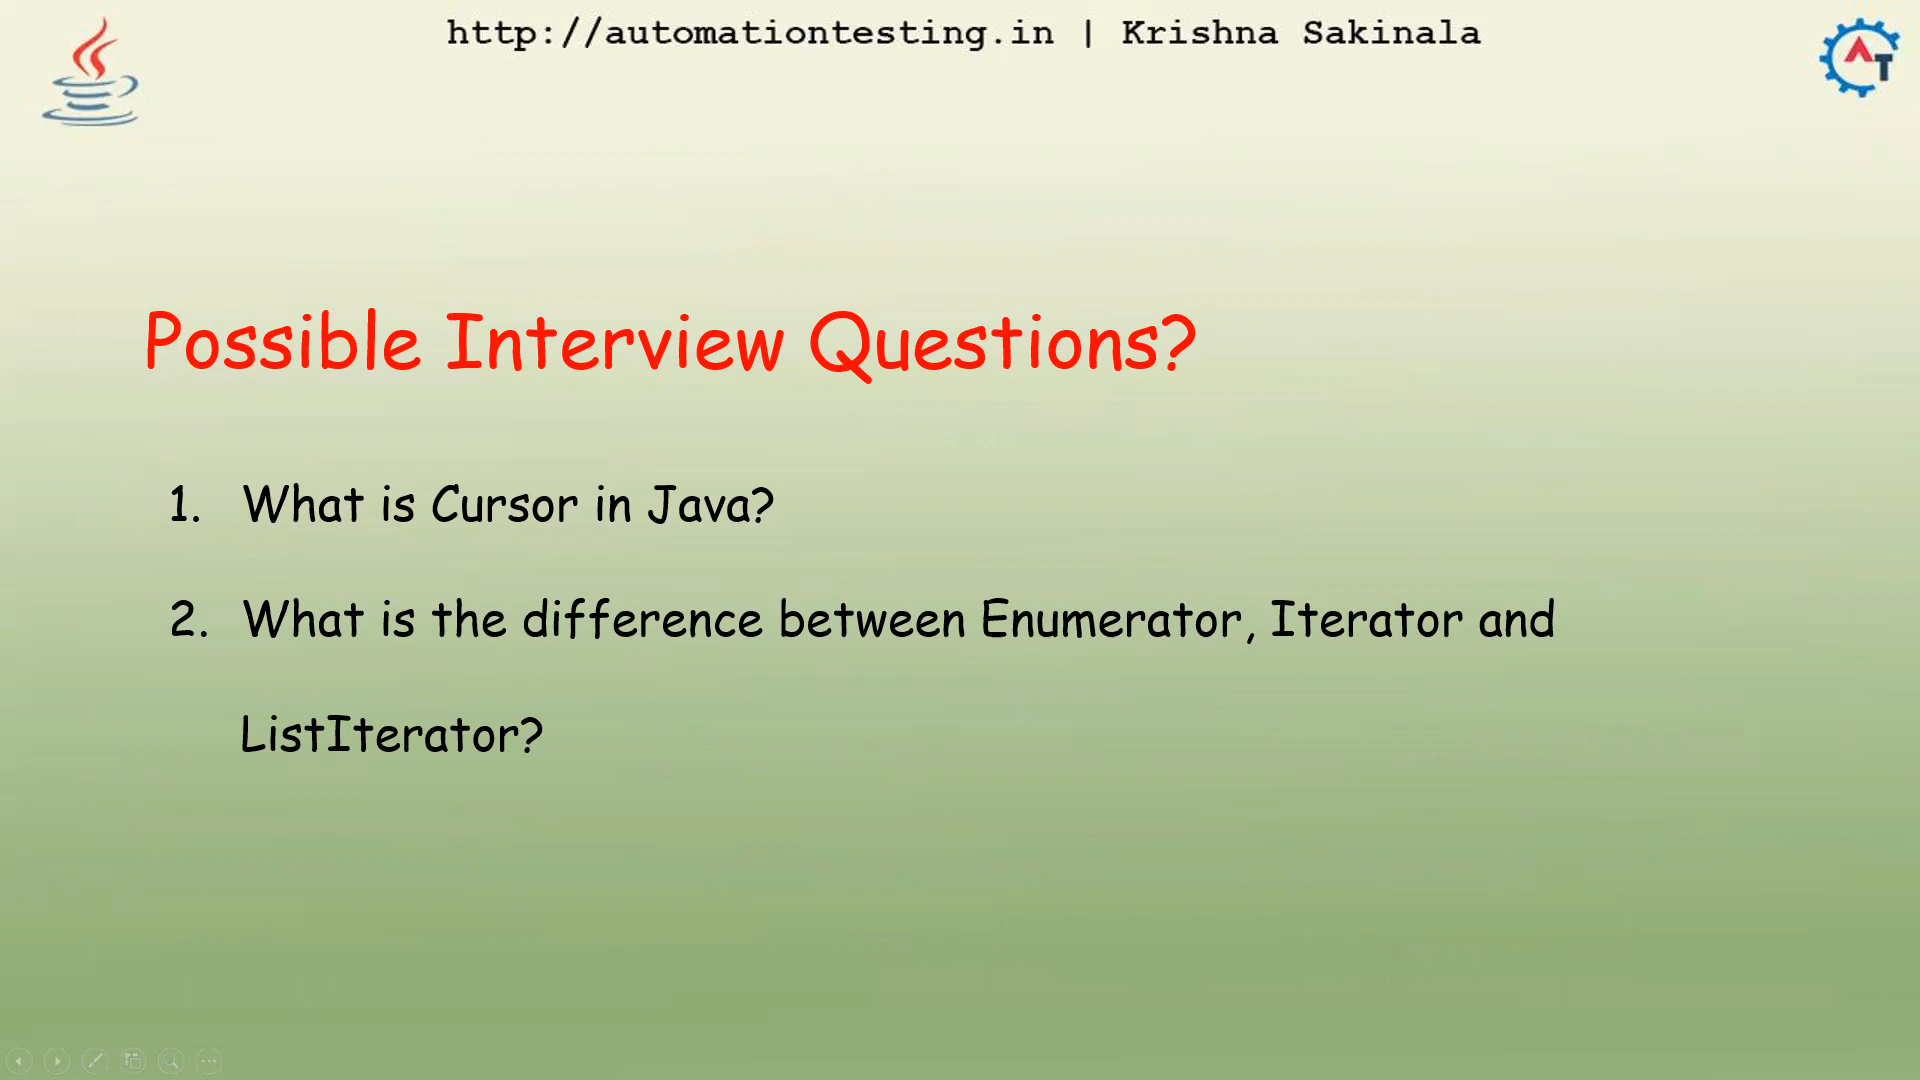 http://automationtesting.in | Krishna Sakinala
AT
Possible Interview Questions?
1. What is Cursor in Java?
2. What is the difference between Enumerator, Iterator and
ListIterator?